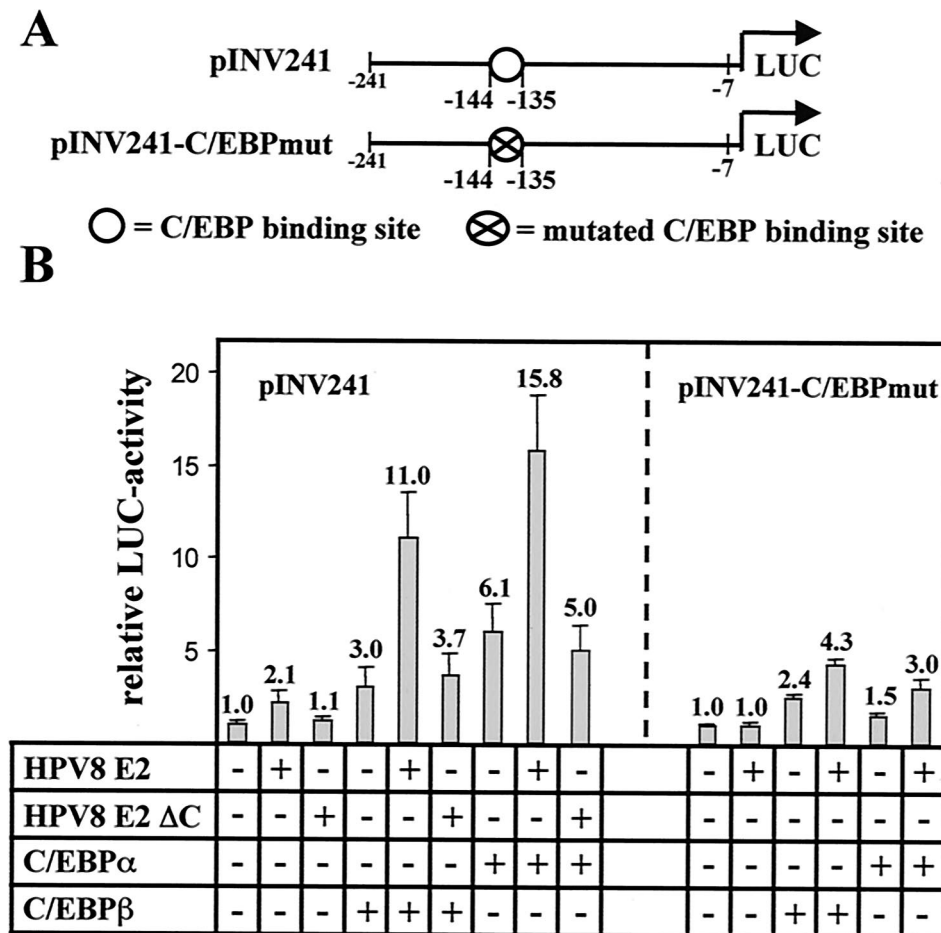 A
pINV241 -241 -144 -135 -7 LUC
pINV241-C/EBPmut -241 -144 -135 -7 LUC
= C/EBP binding site = mutated C/EBP binding site
B
relative LUC-activity
20
15
10
5
pINV241
pINV241-C/EBPmut
1.0 2.1 1.1 3.0 11.0 3.7 6.1 15.8 5.0 1.0 1.0 2.4 4.3 1.5 3.0
HPV8 E2 - + - - + - - + - - + - + - +
HPV8 E2 ΔC - - + - - + - - + - - - - - -
C/EBPα - - - - - - + + + - - - - + +
C/EBPβ - - - + + + - - - - - + + - -